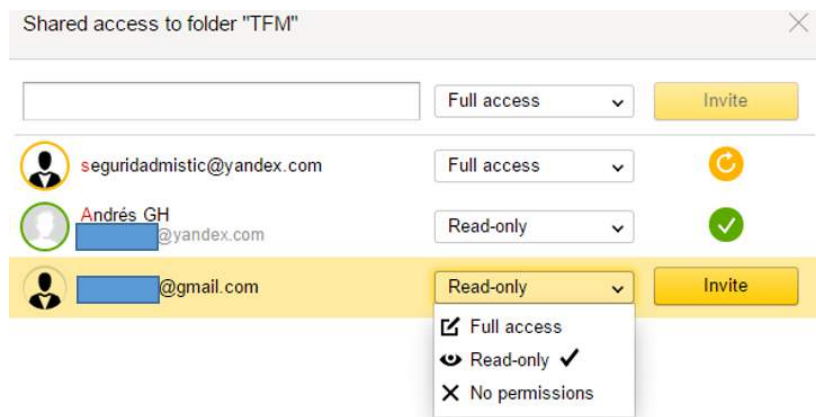 Shared access to folder "TFM"
Full access Invite
seguridadmistic@yandex.com Full access
Andrés GH
@yandex.com Read-only
@gmail.com Read-only Invite
Full access
Read-only
No permissions